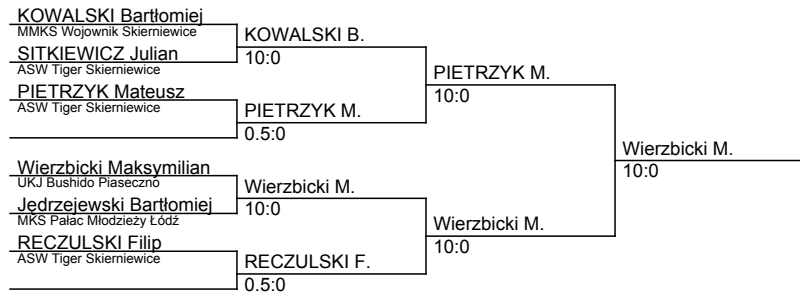 KOWALSKI Bartłomiej
MMKS Wojownik Skierniewice
SITKIEWICZ Julian
ASW Tiger Skierniewice
PIETRZYK Mateusz
ASW Tiger Skierniewice
Wierzbicki Maksymilian
UKJ Bushido Piaseczno
Jędrzejewski Bartłomiej
MKS Pałac Młodzieży Łódź
RECZULSKI Filip
ASW Tiger Skierniewice
KOWALSKI B.
10:0
PIETRZYK M.
0.5:0
Wierzbicki M.
10:0
RECZULSKI F.
0.5:0
PIETRZYK M.
10:0
Wierzbicki M.
10:0
Wierzbicki M.
10:0